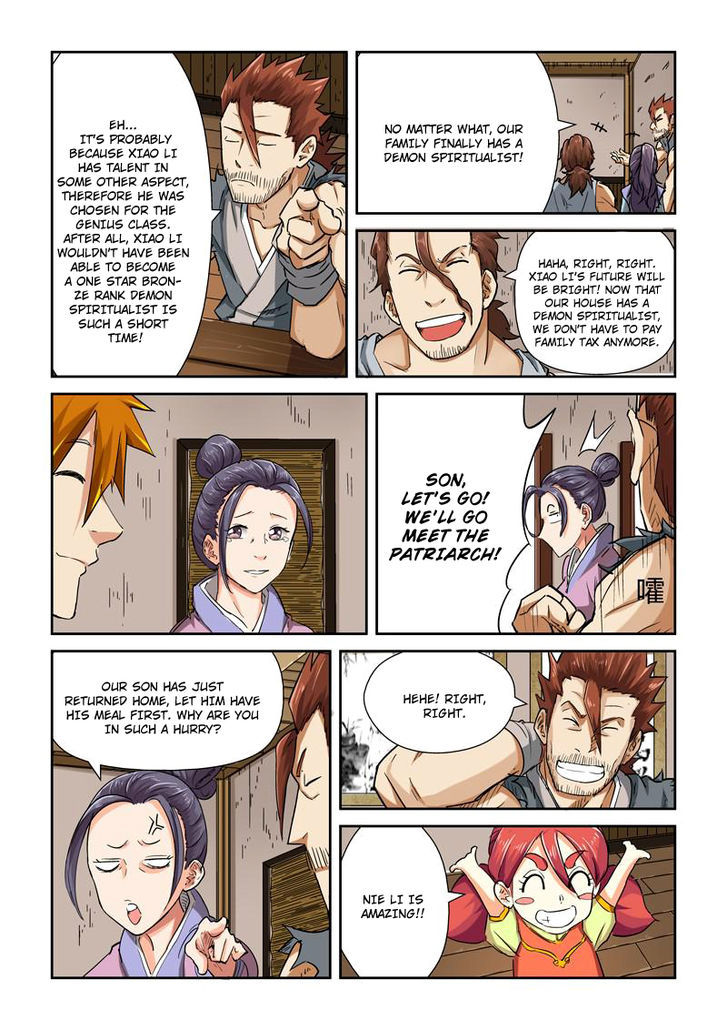 EH...
IT'S PROBABLY
BECAUSE XIAO LI
HAS TALENT IN
SOME OTHER ASPECT,
THEREFORE HE WAS
CHOSEN FOR THE
GENIUS CLASS.
AFTER ALL, XIAO LI
WOULDN'T HAVE BEEN
ABLE TO BECOME
A ONE STAR BRON-
ZE RANK DEMON
SPIRITUALIST IS
SUCH A SHORT
TIME!
NO MATTER WHAT, OUR
FAMILY FINALLY HAS A
DEMON SPIRITUALIST!
HAHA, RIGHT, RIGHT.
XIAO LI'S FUTURE WILL
BE BRIGHT! NOW THAT
OUR HOUSE HAS A
DEMON SPIRITUALIST,
WE DON'T HAVE TO PAY
FAMILY TAX ANYMORE.
SON,
LET'S GO!
WE'LL GO
MEET THE
PATRIARCH!
嚯
OUR SON HAS JUST
RETURNED HOME, LET HIM HAVE
HIS MEAL FIRST. WHY ARE YOU
IN SUCH A HURRY?
HEHE! RIGHT,
RIGHT.
NIE LI IS
AMAZING!!